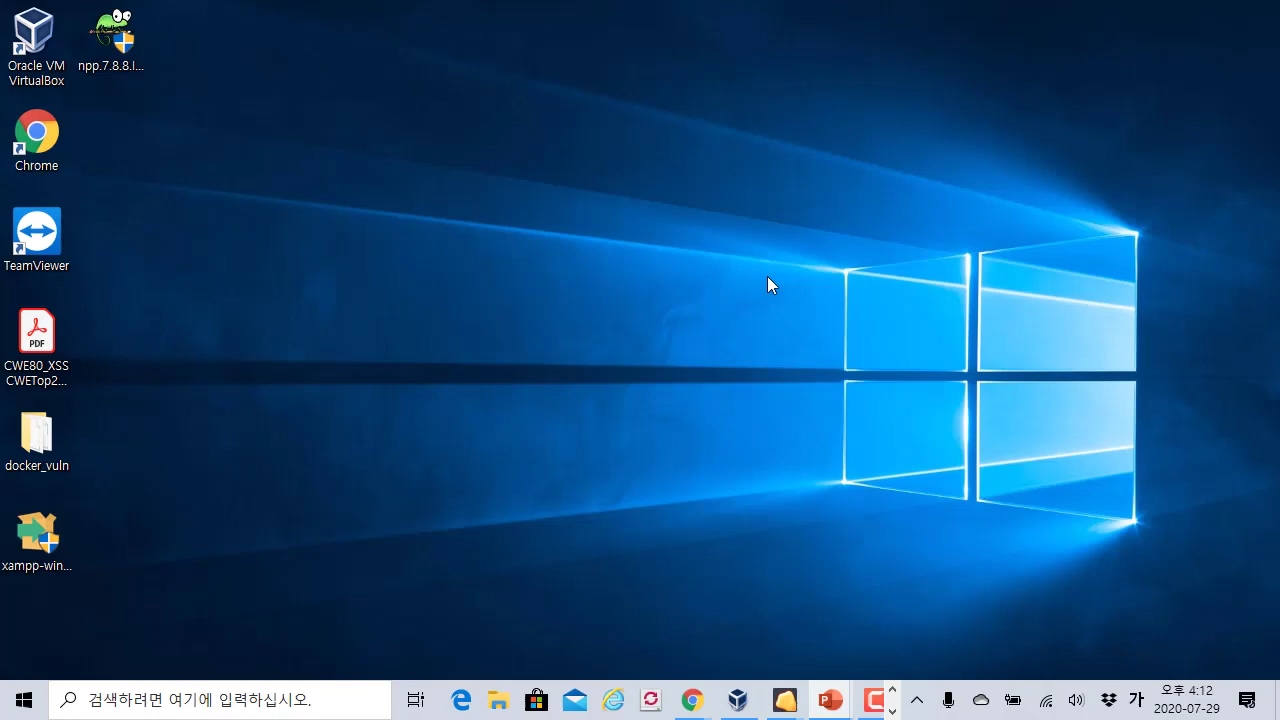 Oracle VM
VirtualBox
npp.7.8.8.I...
Chrome
TeamViewer
PDF
CWE80_XSS
CWETop2...
docker_vuln
xampp-win...
검색하려면 여기에 입력하십시오.
가
오후 4:12
2020-07-29